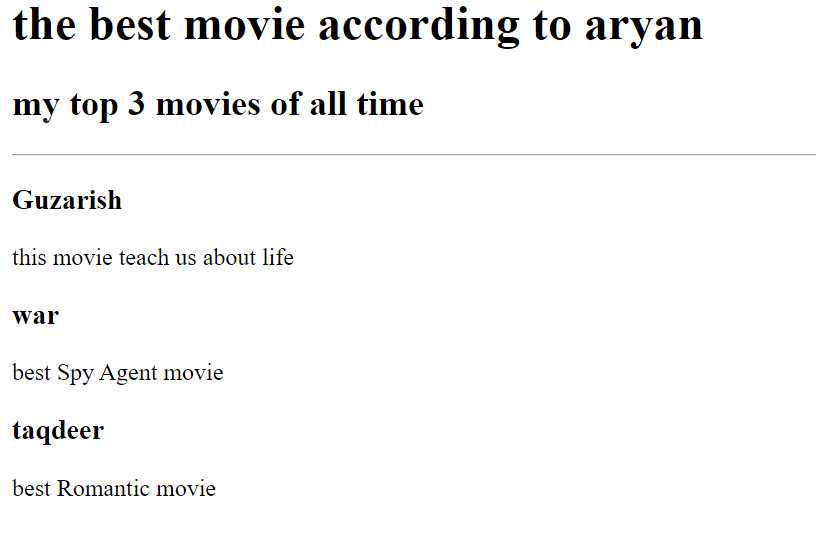 the best movie according to aryan
my top 3 movies of all time
Guzarish
this movie teach us about life
war
best Spy Agent movie
taqdeer
best Romantic movie